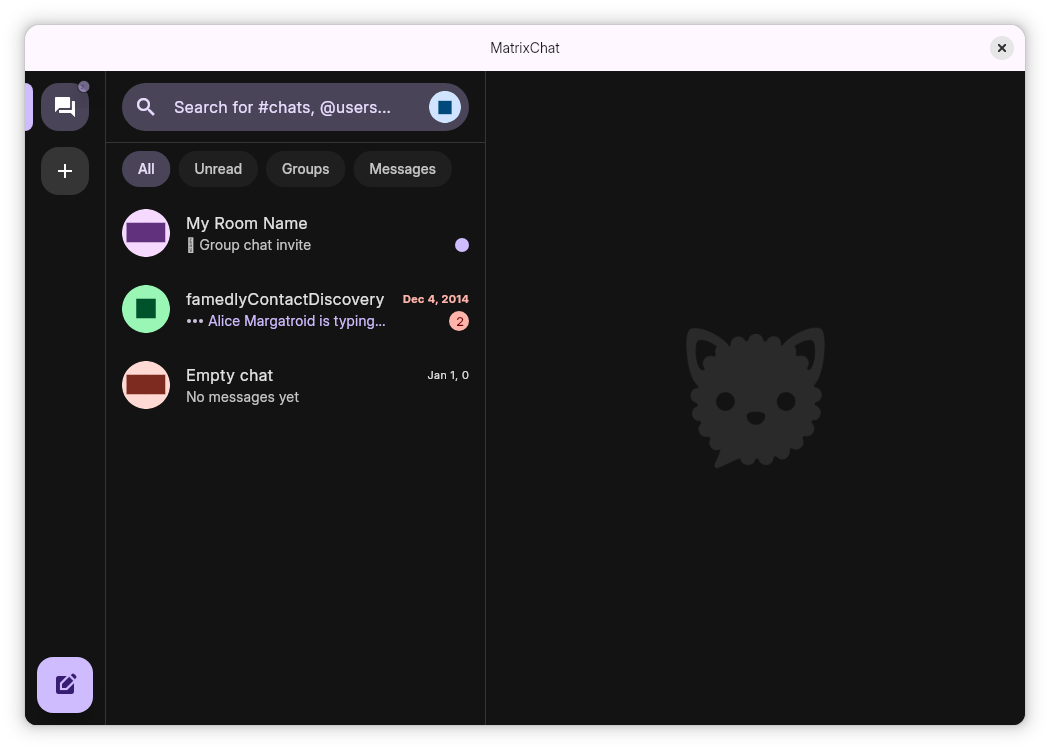 MatrixChat
Search for #chats, @users...
All
Unread
Groups
Messages
My Room Name
Group chat invite
famedlyContactDiscovery
Dec 4, 2014
••• Alice Margatroid is typing...
2
Empty chat
Jan 1, 0
No messages yet